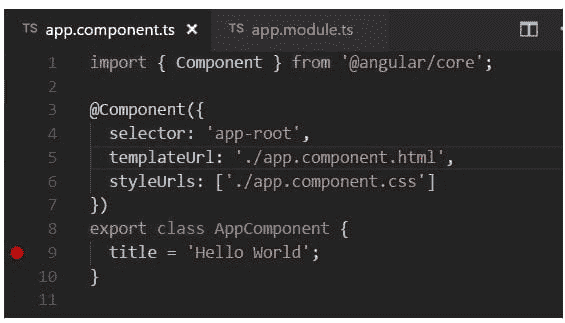 TS app.component.ts × TS app.module.ts
1 import { Component } from '@angular/core';
2
3 @Component({
4 selector: 'app-root',
5 templateUrl: './app.component.html',
6 styleUrls: ['./app.component.css']
7 })
8 export class AppComponent {
9 title = 'Hello World';
10 }
11